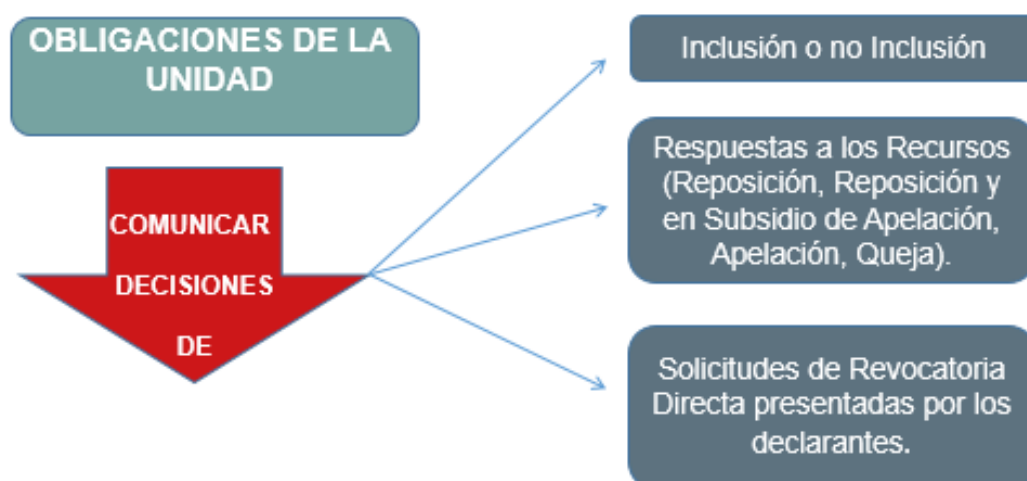 OBLIGACIONES DE LA
UNIDAD
COMUNICAR
DECISIONES
DE
Inclusión o no Inclusión
Respuestas a los Recursos
(Reposición, Reposición y
en Subsidio de Apelación,
Apelación, Queja).
Solicitudes de Revocatoria
Directa presentadas por los
declarantes.